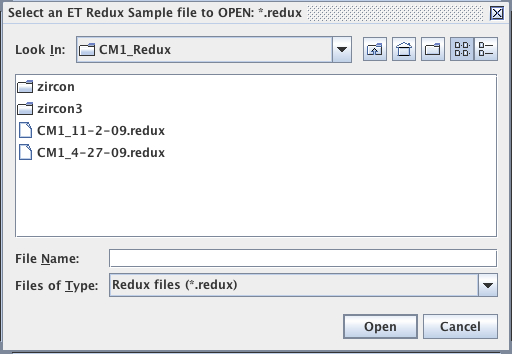 Select an ET Redux Sample file to OPEN: *.redux
Look In: CM1_Redux
zircon
zircon3
CM1_11-2-09.redux
CM1_4-27-09.redux
File Name:
Files of Type: Redux files (*.redux)
Open Cancel